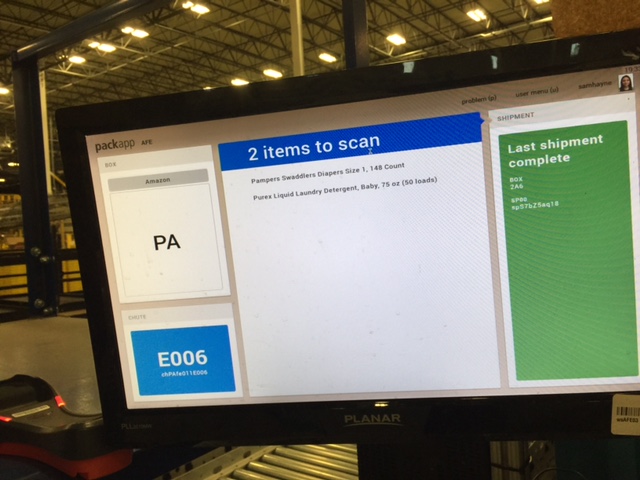 packapp AFE
problem (p)
user menu (u)
samhayne
BOX
Amazon
PA
CHUTE
E006
chPAfe011E006
2 items to scan
Pampers Swaddlers Diapers Size 1, 148 Count
Purex Liquid Laundry Detergent, Baby, 75 oz (50 loads)
SHIPMENT
Last shipment
complete
BOX
2A6
SP00
sp57bZ5aq18
PLANAR